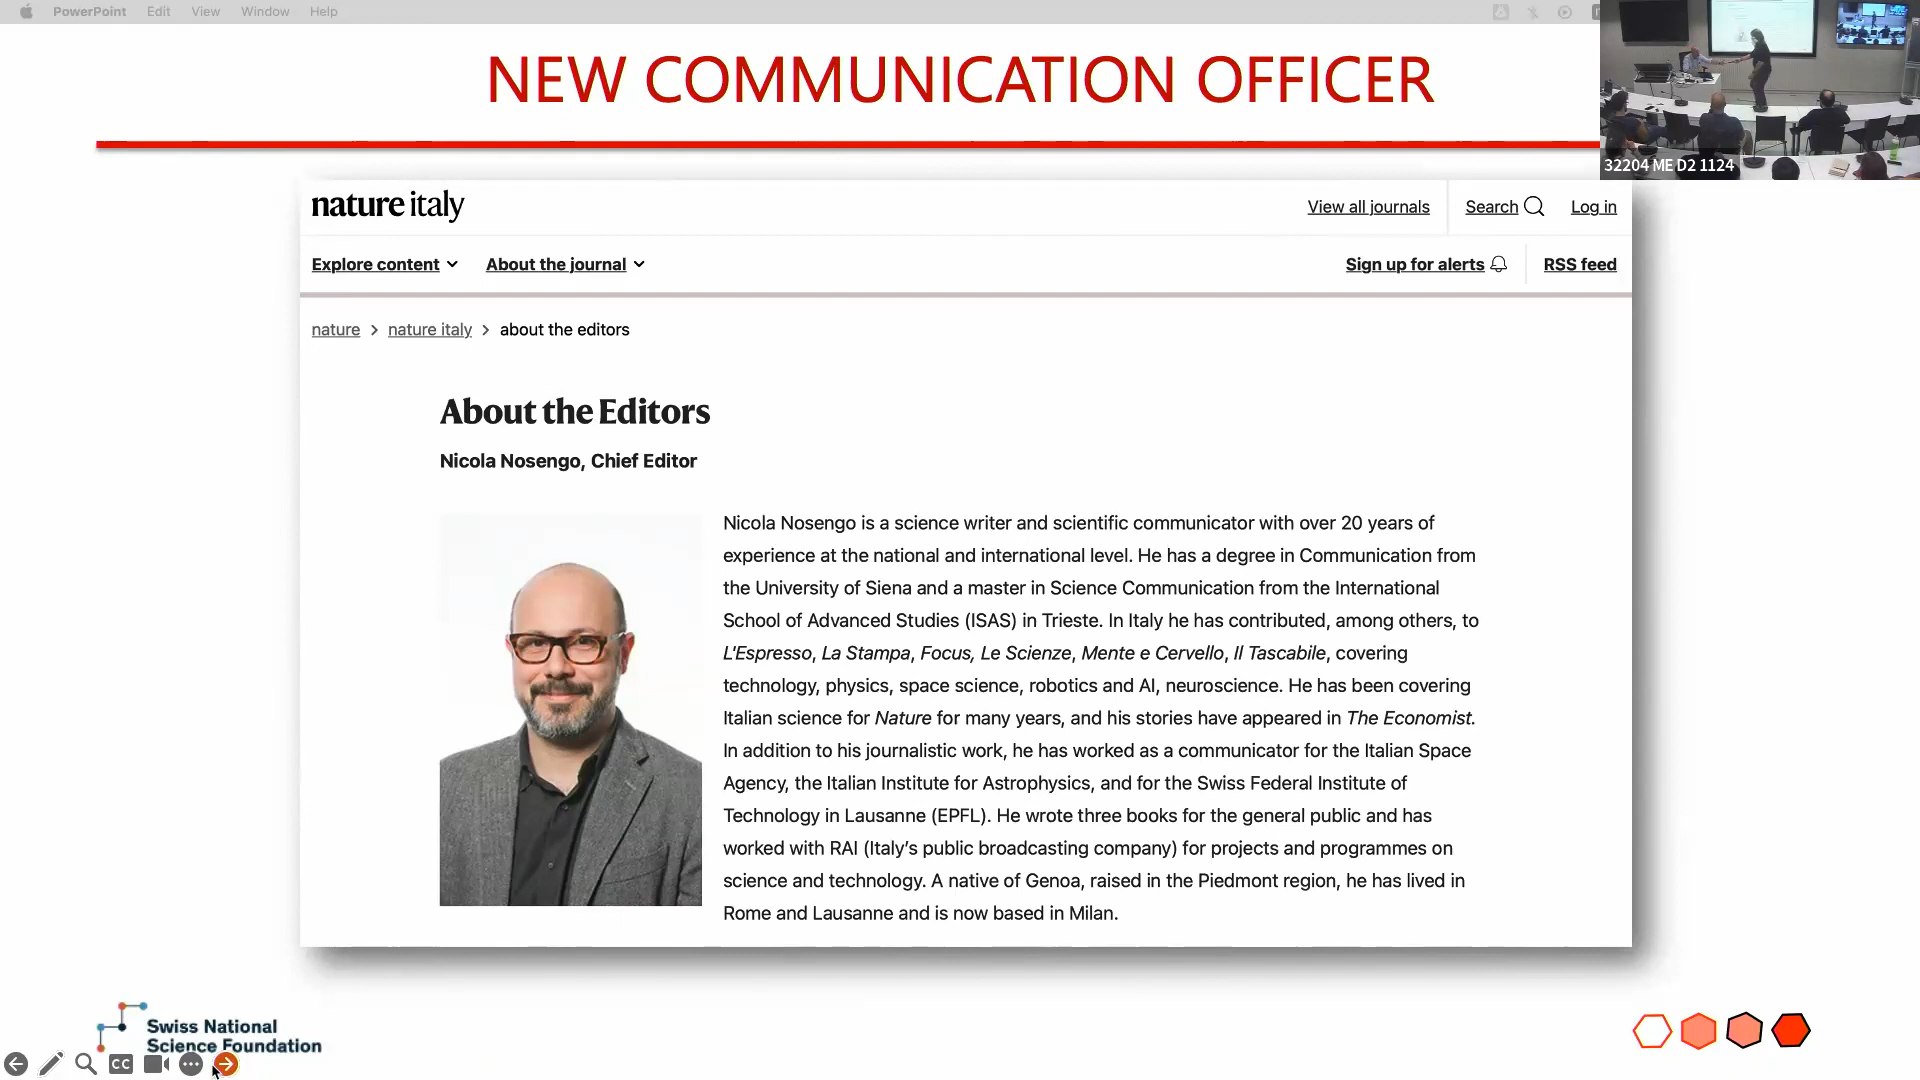 PowerPoint Edit View Window Help
NEW COMMUNICATION OFFICER
32204 ME D2 1124
nature italy
View all journals Search Log in
Explore content About the journal Sign up for alerts RSS feed
nature > nature italy > about the editors
About the Editors
Nicola Nosengo, Chief Editor
Nicola Nosengo is a science writer and scientific communicator with over 20 years of
experience at the national and international level. He has a degree in Communication from
the University of Siena and a master in Science Communication from the International
School of Advanced Studies (ISAS) in Trieste. In Italy he has contributed, among others, to
L'Espresso, La Stampa, Focus, Le Scienze, Mente e Cervello, Il Tascabile, covering
technology, physics, space science, robotics and AI, neuroscience. He has been covering
Italian science for Nature for many years, and his stories have appeared in The Economist.
In addition to his journalistic work, he has worked as a communicator for the Italian Space
Agency, the Italian Institute for Astrophysics, and for the Swiss Federal Institute of
Technology in Lausanne (EPFL). He wrote three books for the general public and has
worked with RAI (Italy's public broadcasting company) for projects and programmes on
science and technology. A native of Genoa, raised in the Piedmont region, he has lived in
Rome and Lausanne and is now based in Milan.
Swiss National
Science Foundation
CC